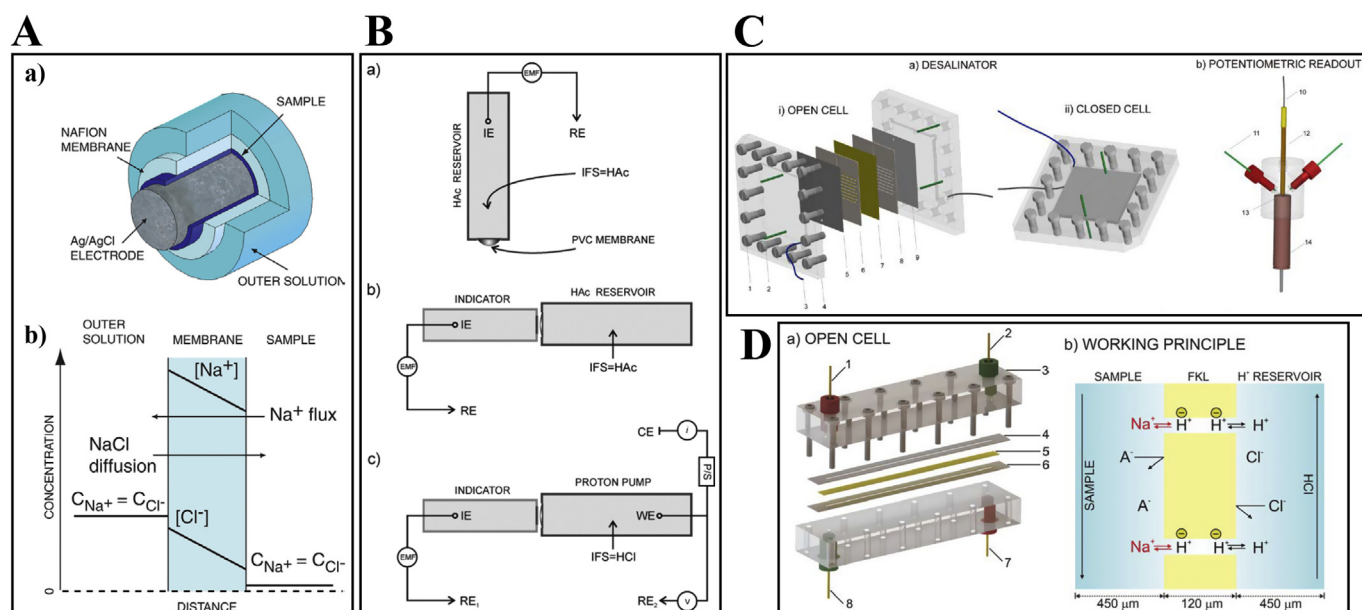 A
a)
SAMPLE
NAFION
MEMBRANE
Ag/AgCl
ELECTRODE
OUTER SOLUTION
b)
OUTER
SOLUTION
MEMBRANE
SAMPLE
[Na⁺]
Na⁺ flux
NaCl
diffusion
C_Na⁺ = C_Cl⁻
[Cl⁻]
C_Na⁺ = C_Cl⁻
CONCENTRATION
0
DISTANCE
B
a)
EMF
IE
RE
HAc RESERVOIR
IFS=HAc
PVC MEMBRANE
b)
INDICATOR
HAc RESERVOIR
IE
EMF
IFS=HAc
RE
CE
i
P/S
c)
INDICATOR
PROTON PUMP
IE
WE
EMF
IFS=HCl
RE₁
RE₂
V
C
a) DESALINATOR
i) OPEN CELL
ii) CLOSED CELL
1
2
3
4
5
6
7
8
9
b) POTENTIOMETRIC READOUT
10
11
12
13
14
D
a) OPEN CELL
1
2
3
4
5
6
7
8
b) WORKING PRINCIPLE
SAMPLE
FKL
H⁺ RESERVOIR
Na⁺ H⁺ H⁺ H⁺
A⁻
Cl⁻
A⁻
Cl⁻
Na⁺ H⁺ H⁺ H⁺
SAMPLE
HCl
450 µm
120 µm
450 µm